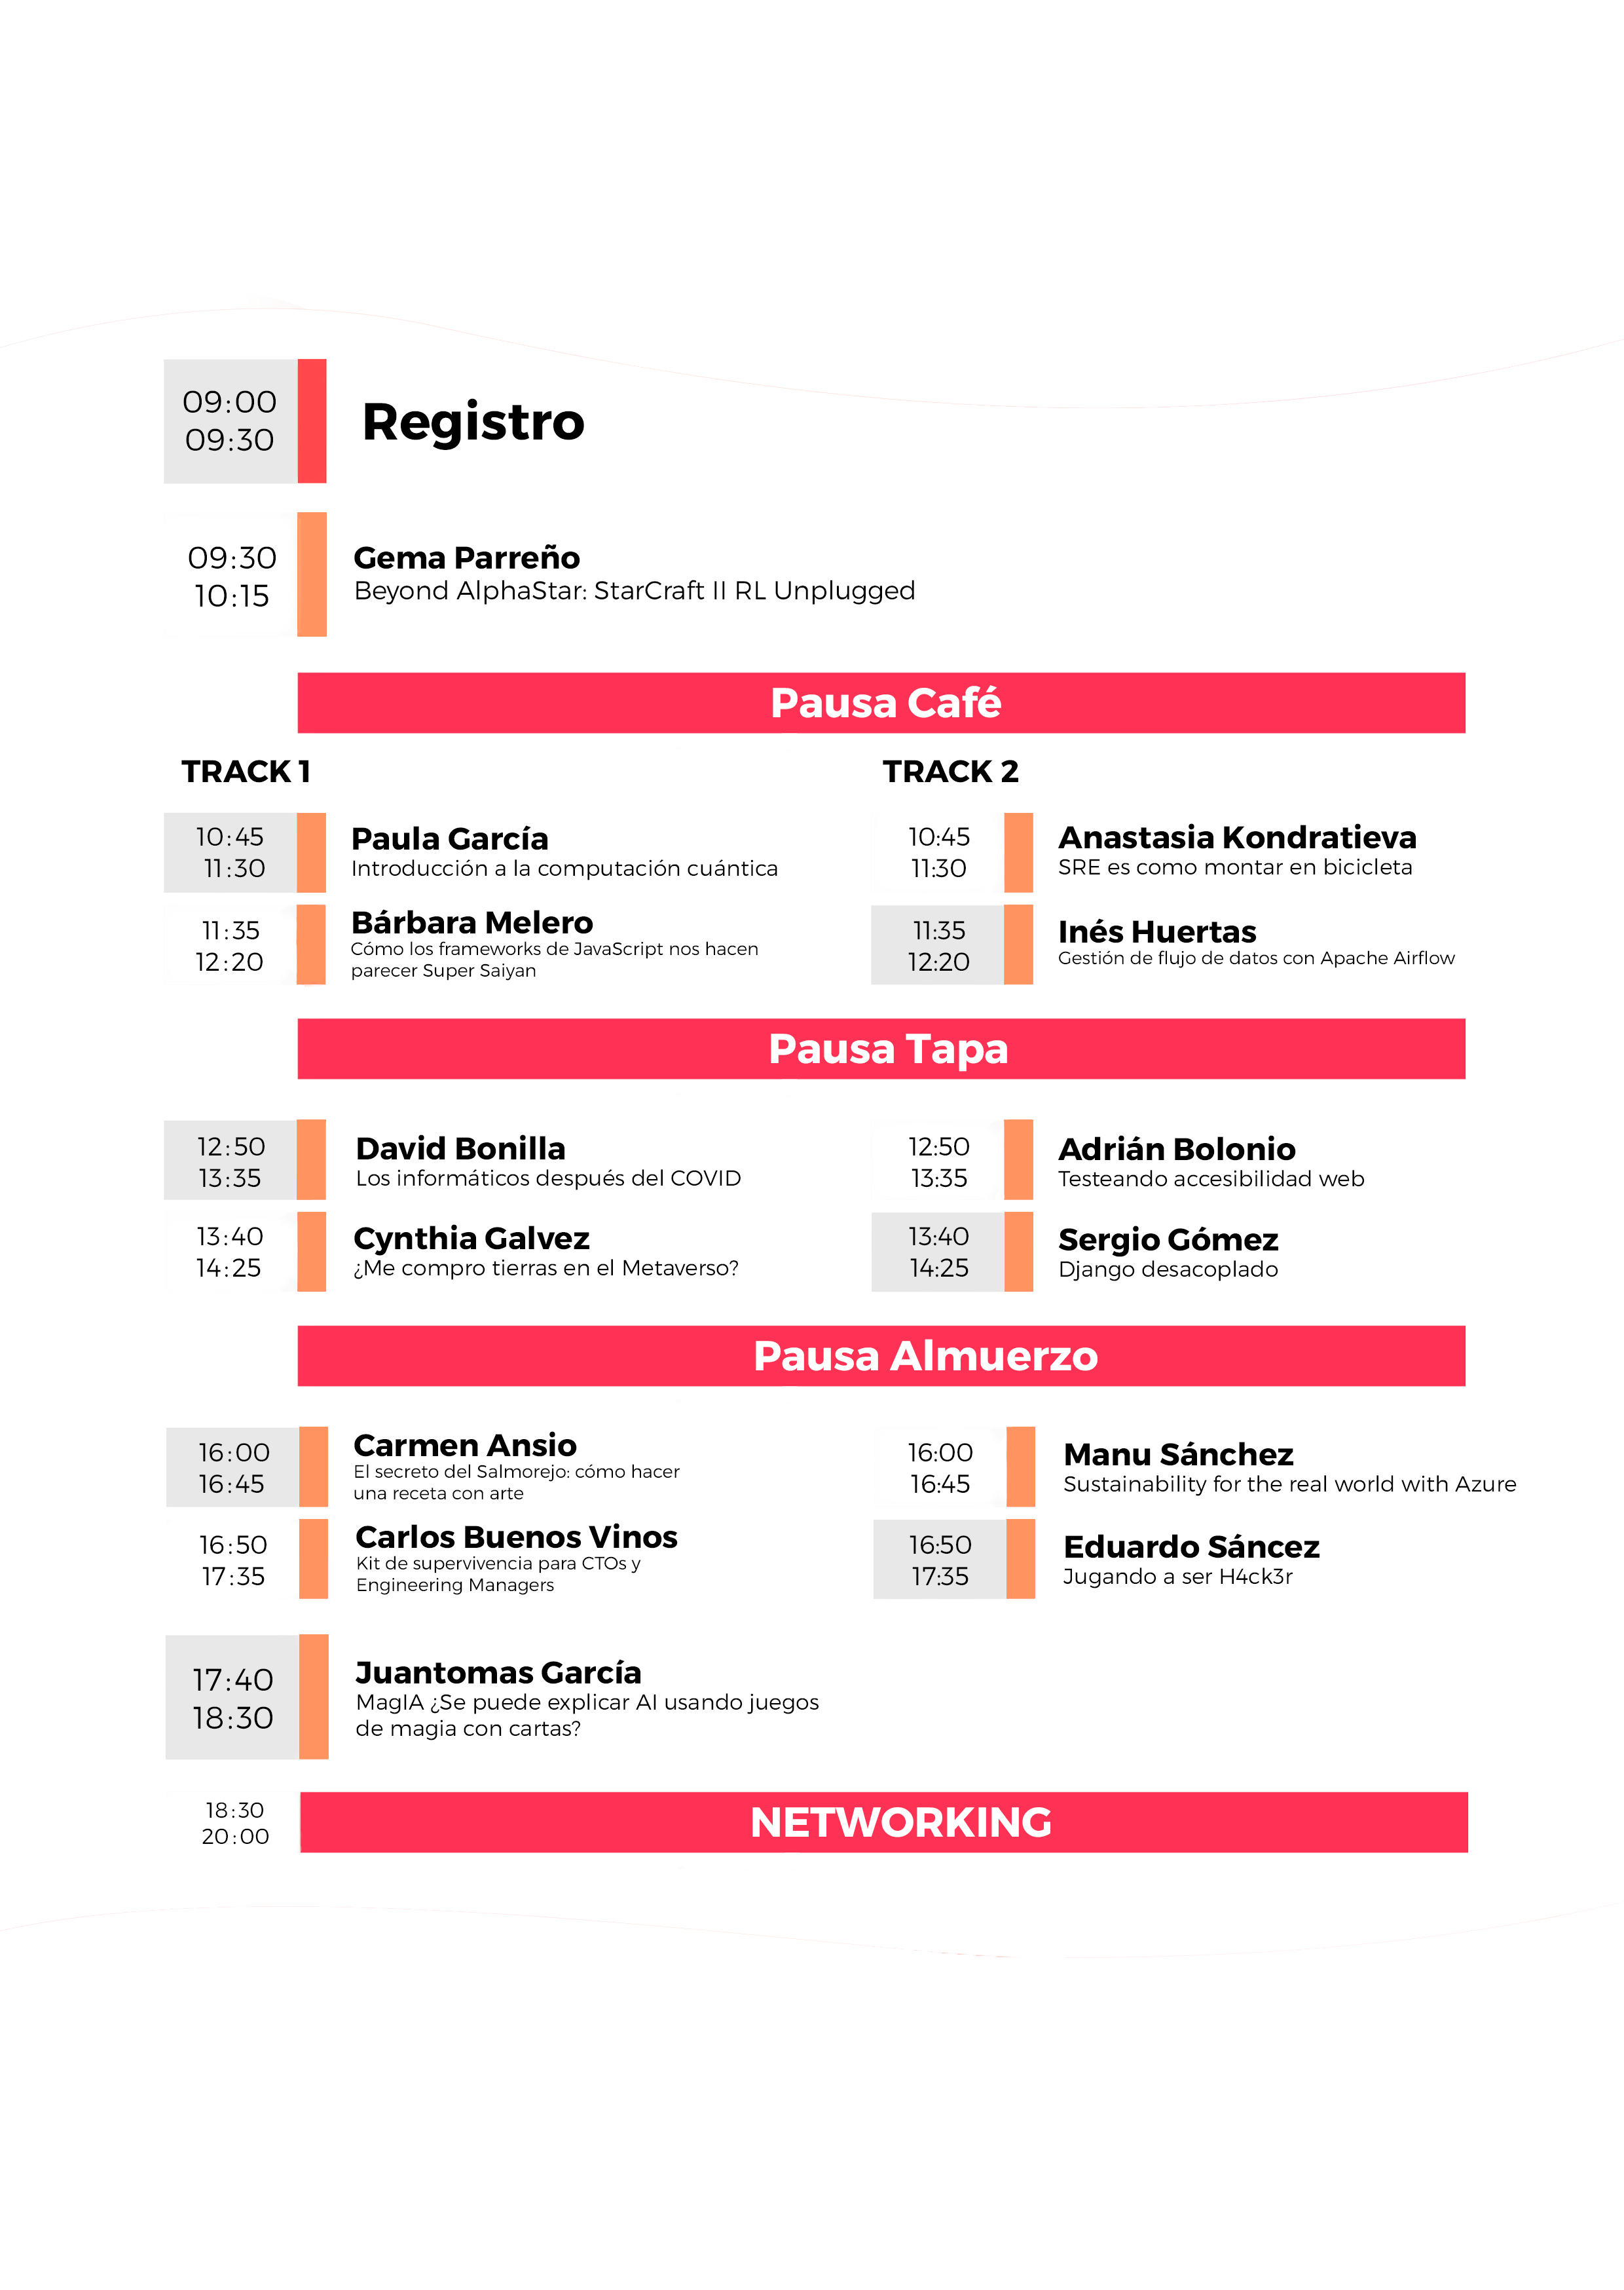 09:00
09:30
Registro
09:30
10:15
Gema Parreño
Beyond AlphaStar: StarCraft II RL Unplugged
Pausa Café
TRACK 1
10:45
11:30
Paula García
Introducción a la computación cuántica
11:35
12:20
Bárbara Melero
Cómo los frameworks de JavaScript nos hacen
parecer Super Saiyan
TRACK 2
10:45
11:30
Anastasia Kondratieva
SRE es como montar en bicicleta
11:35
12:20
Inés Huertas
Gestión de flujo de datos con Apache Airflow
Pausa Tapa
12:50
13:35
David Bonilla
Los informáticos después del COVID
13:40
14:25
Cynthia Galvez
¿Me compro tierras en el Metaverso?
12:50
13:35
Adrián Bolonio
Testeando accesibilidad web
13:40
14:25
Sergio Gómez
Django desacoplado
Pausa Almuerzo
16:00
16:45
Carmen Ansio
El secreto del Salmorejo: cómo hacer
una receta con arte
16:50
17:35
Carlos Buenos Vinos
Kit de supervivencia para CTOs y
Engineering Managers
16:00
16:45
Manu Sánchez
Sustainability for the real world with Azure
16:50
17:35
Eduardo Sáncez
Jugando a ser H4ck3r
17:40
18:30
Juantomas García
MagIA ¿Se puede explicar AI usando juegos
de magia con cartas?
18:30
20:00
NETWORKING